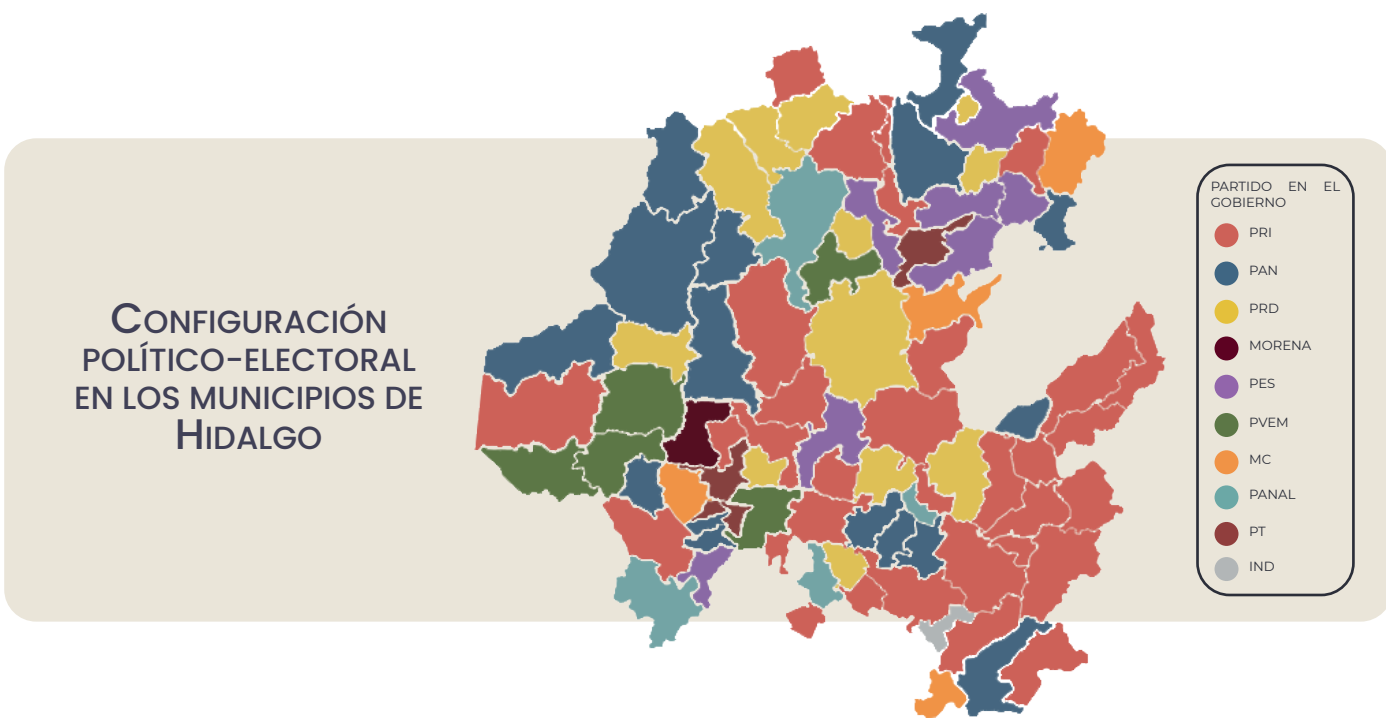 CONFIGURACIÓN
POLÍTICO-ELECTORAL
EN LOS MUNICIPIOS DE
HIDALGO
PARTIDO EN EL
GOBIERNO
PRI
PAN
PRD
MORENA
PES
PVEM
MC
PANAL
PT
IND